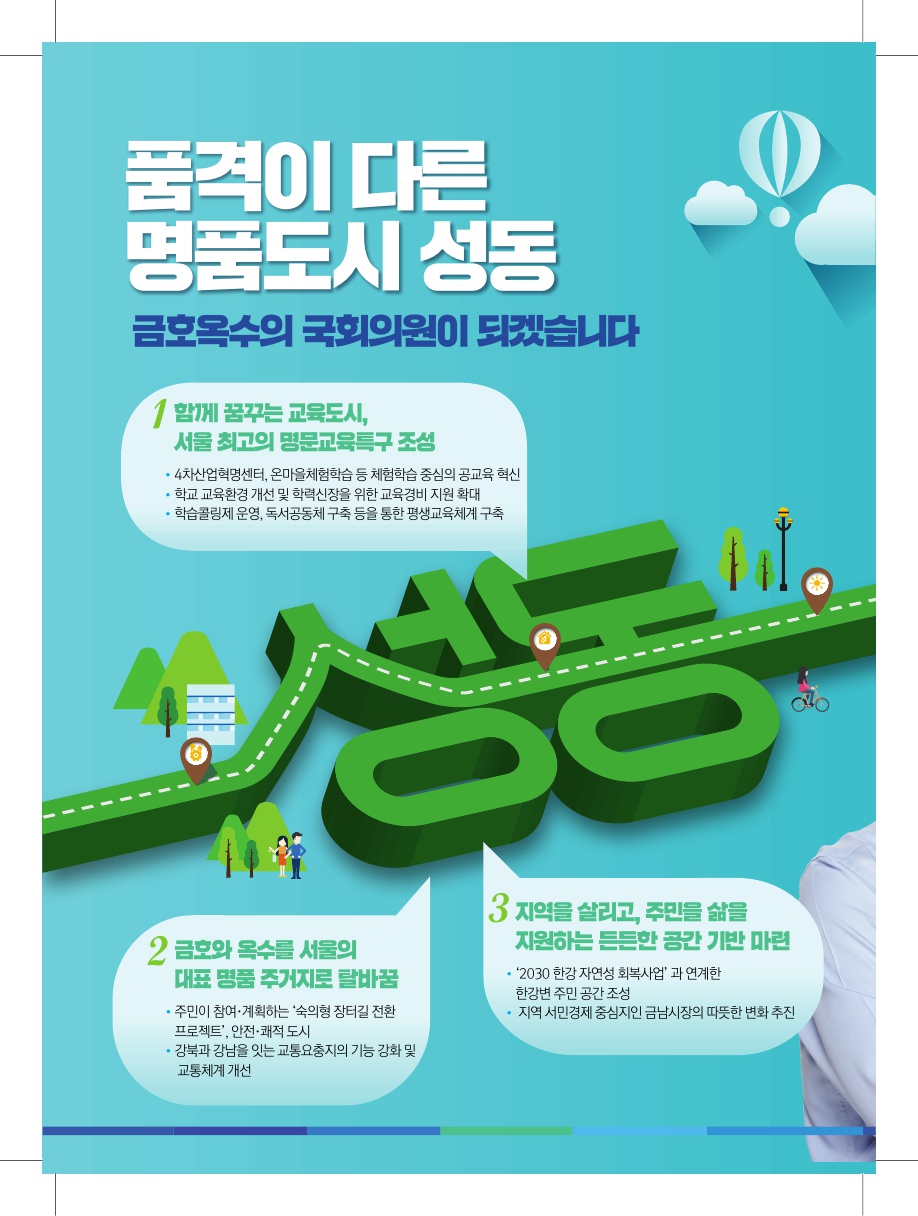 품격이 다른
명품도시 성동
금호옥수의 국회의원이 되겠습니다
1 함께 꿈꾸는 교육도시,
서울 최고의 명문교육특구 조성
• 4차산업혁명센터, 온마을체험학습 등 체험학습 중심의 공교육 혁신
• 학교 교육환경 개선 및 학력신장을 위한 교육경비 지원 확대
• 학습콜링제 운영, 독서공동체 구축 등을 통한 평생교육체계 구축
성동
2 금호와 옥수를 서울의
대표 명품 주거지로 탈바꿈
• 주민이 참여·계획하는 ‘숙의형 장터길 전환
프로젝트’, 안전·쾌적 도시
• 강북과 강남을 잇는 교통요충지의 기능 강화 및
교통체계 개선
3 지역을 살리고, 주민을 삶을
지원하는 든든한 공간 기반 마련
• ‘2030 한강 자연성 회복사업’ 과 연계한
한강변 주민 공간 조성
• 지역 서민경제 중심지인 금남시장의 따뜻한 변화 추진